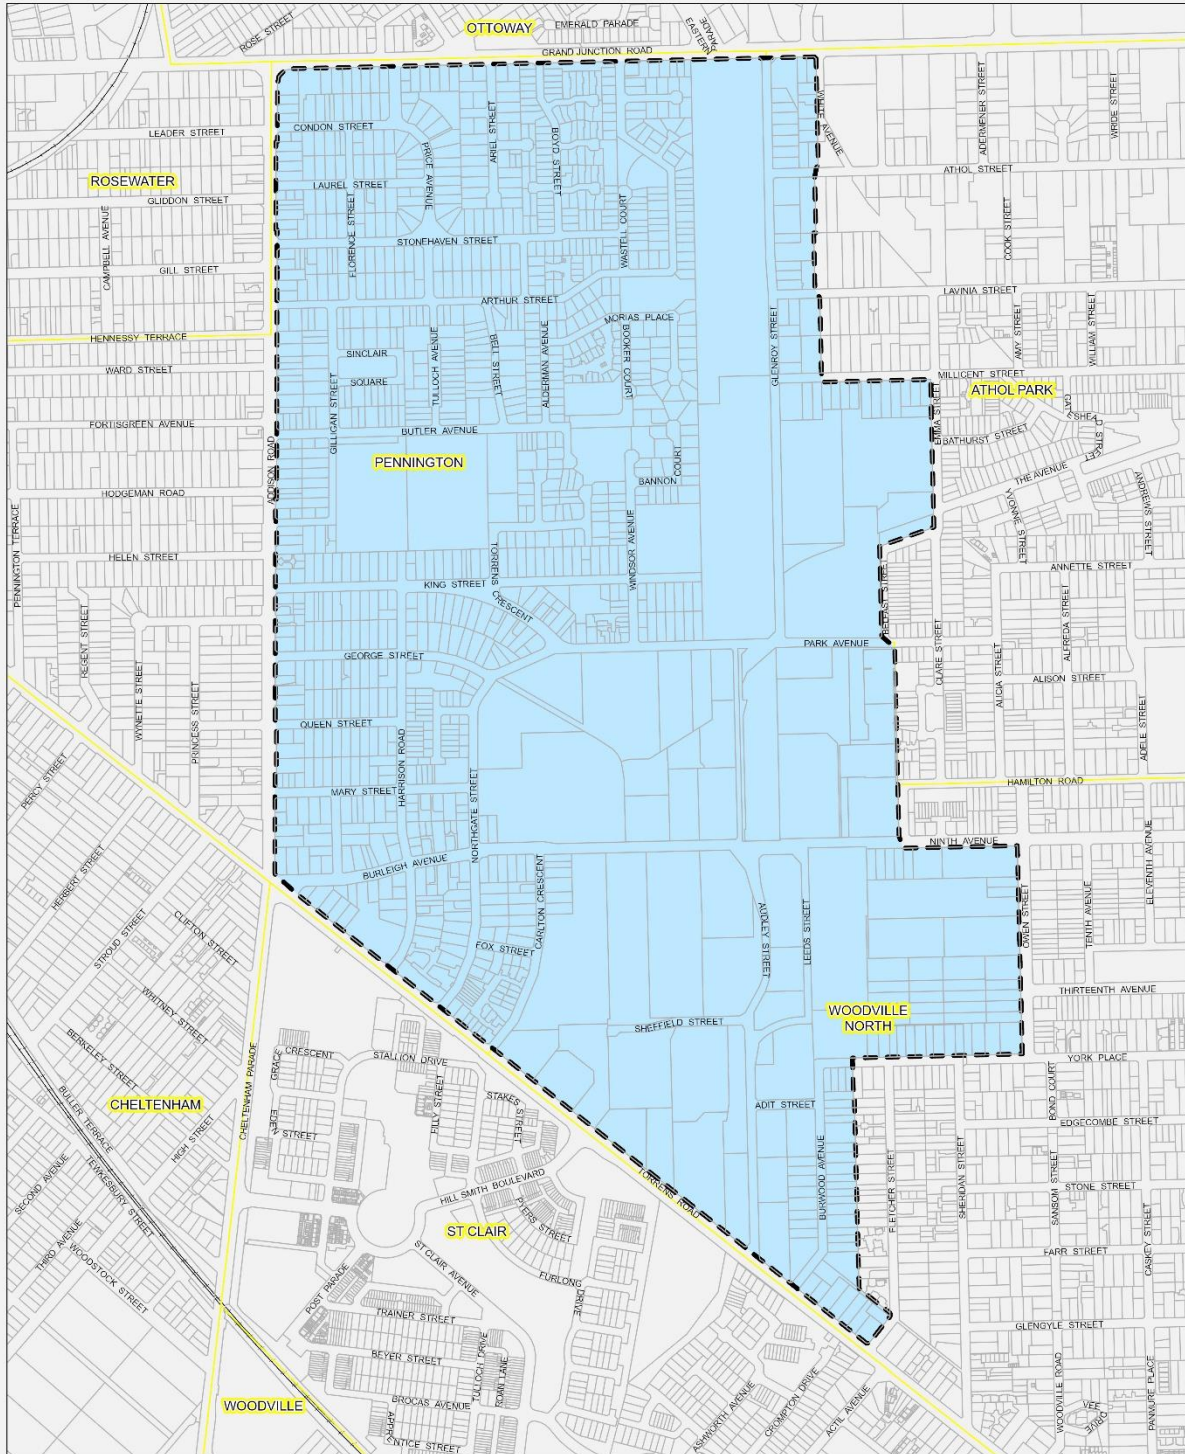 OTTOWAY
ROSE STREET
EMERALD PARADE
EASTERN
PARADE
GRAND JUNCTION ROAD
WHITE AVENUE
ADERMENER STREET
WRIDE STREET
LEADER STREET
CONDON STREET
ARIEL STREET
BOYD STREET
PRICE AVENUE
ROSEWATER
LAUREL STREET
ATHOL STREET
GLIDDON STREET
CAMPBELL AVENUE
FLORENCE STREET
STONEHAVEN STREET
WASTELL COURT
COOK STREET
GILL STREET
ARTHUR STREET
LAVINIA STREET
HENNESSY TERRACE
MORIAS PLACE
GLENROY STREET
AMY STREET
WILLIAM STREET
SINCLAIR
SQUARE
TULLOCH AVENUE
BELL STREET
ALDERMAN AVENUE
BOOKER COURT
WARD STREET
MILLICENT STREET
ATHOL PARK
GILLIGAN STREET
EMMA STREET
GATESHEAD STREET
FORTISGREEN AVENUE
BUTLER AVENUE
BATHURST STREET
PENNINGTON
ADDISON ROAD
BANNON
COURT
THE AVENUE
HODGEMAN ROAD
YVONNE STREET
ANDREWS STREET
PENNINGTON TERRACE
HELEN STREET
TORRENS
CRESCENT
WINDSOR AVENUE
ANNETTE STREET
KING STREET
BELFAST STREET
REGENT STREET
GEORGE STREET
PARK AVENUE
CLARE STREET
ALFREDA STREET
ALICIA STREET
ALISON STREET
WYNETTE STREET
PRINCESS STREET
QUEEN STREET
HARRISON ROAD
ADELE STREET
PERCY STREET
MARY STREET
NORTHGATE STREET
HAMILTON ROAD
NINTH AVENUE
BURLEIGH AVENUE
HERBERT STREET
CARLTON CRESCENT
AUDLEY STREET
LEEDS STREET
OWEN STREET
TENTH AVENUE
ELEVENTH AVENUE
STROUD STREET
CLIFTON STREET
FOX STREET
WHITNEY STREET
THIRTEENTH AVENUE
WOODVILLE
NORTH
SHEFFIELD STREET
BERKELEY STREET
GRACE
CRESCENT
STALLION DRIVE
YORK PLACE
CHELTENHAM PARADE
BULLER TERRACE
CHELTENHAM
EDEN
STREET
FILLY STREET
STAKES
STREET
ADIT STREET
BOND COURT
EDGECOMBE STREET
HIGH STREET
TEWKESBURY STREET
SECOND AVENUE
HILL SMITH BOULEVARD
TORRENS ROAD
BURWOOD AVENUE
FLETCHER STREET
SHERIDAN STREET
SANSOM STREET
STONE STREET
THIRD AVENUE
WOODSTOCK STREET
ST CLAIR
PIERS STREET
ST CLAIR AVENUE
FARR STREET
CASKEY STREET
POST PARADE
FURLONG
DRIVE
TRAINER STREET
GLENGYLE STREET
BEYER STREET
TULLOCH DRIVE
ROAN LANE
WOODVILLE
BROCAS AVENUE
APPRENTICE STREET
ASHWORTH AVENUE
CROMPTON DRIVE
ACTIL AVENUE
WOODVILLE ROAD
VEE
DRIVE
PANMURE PLACE